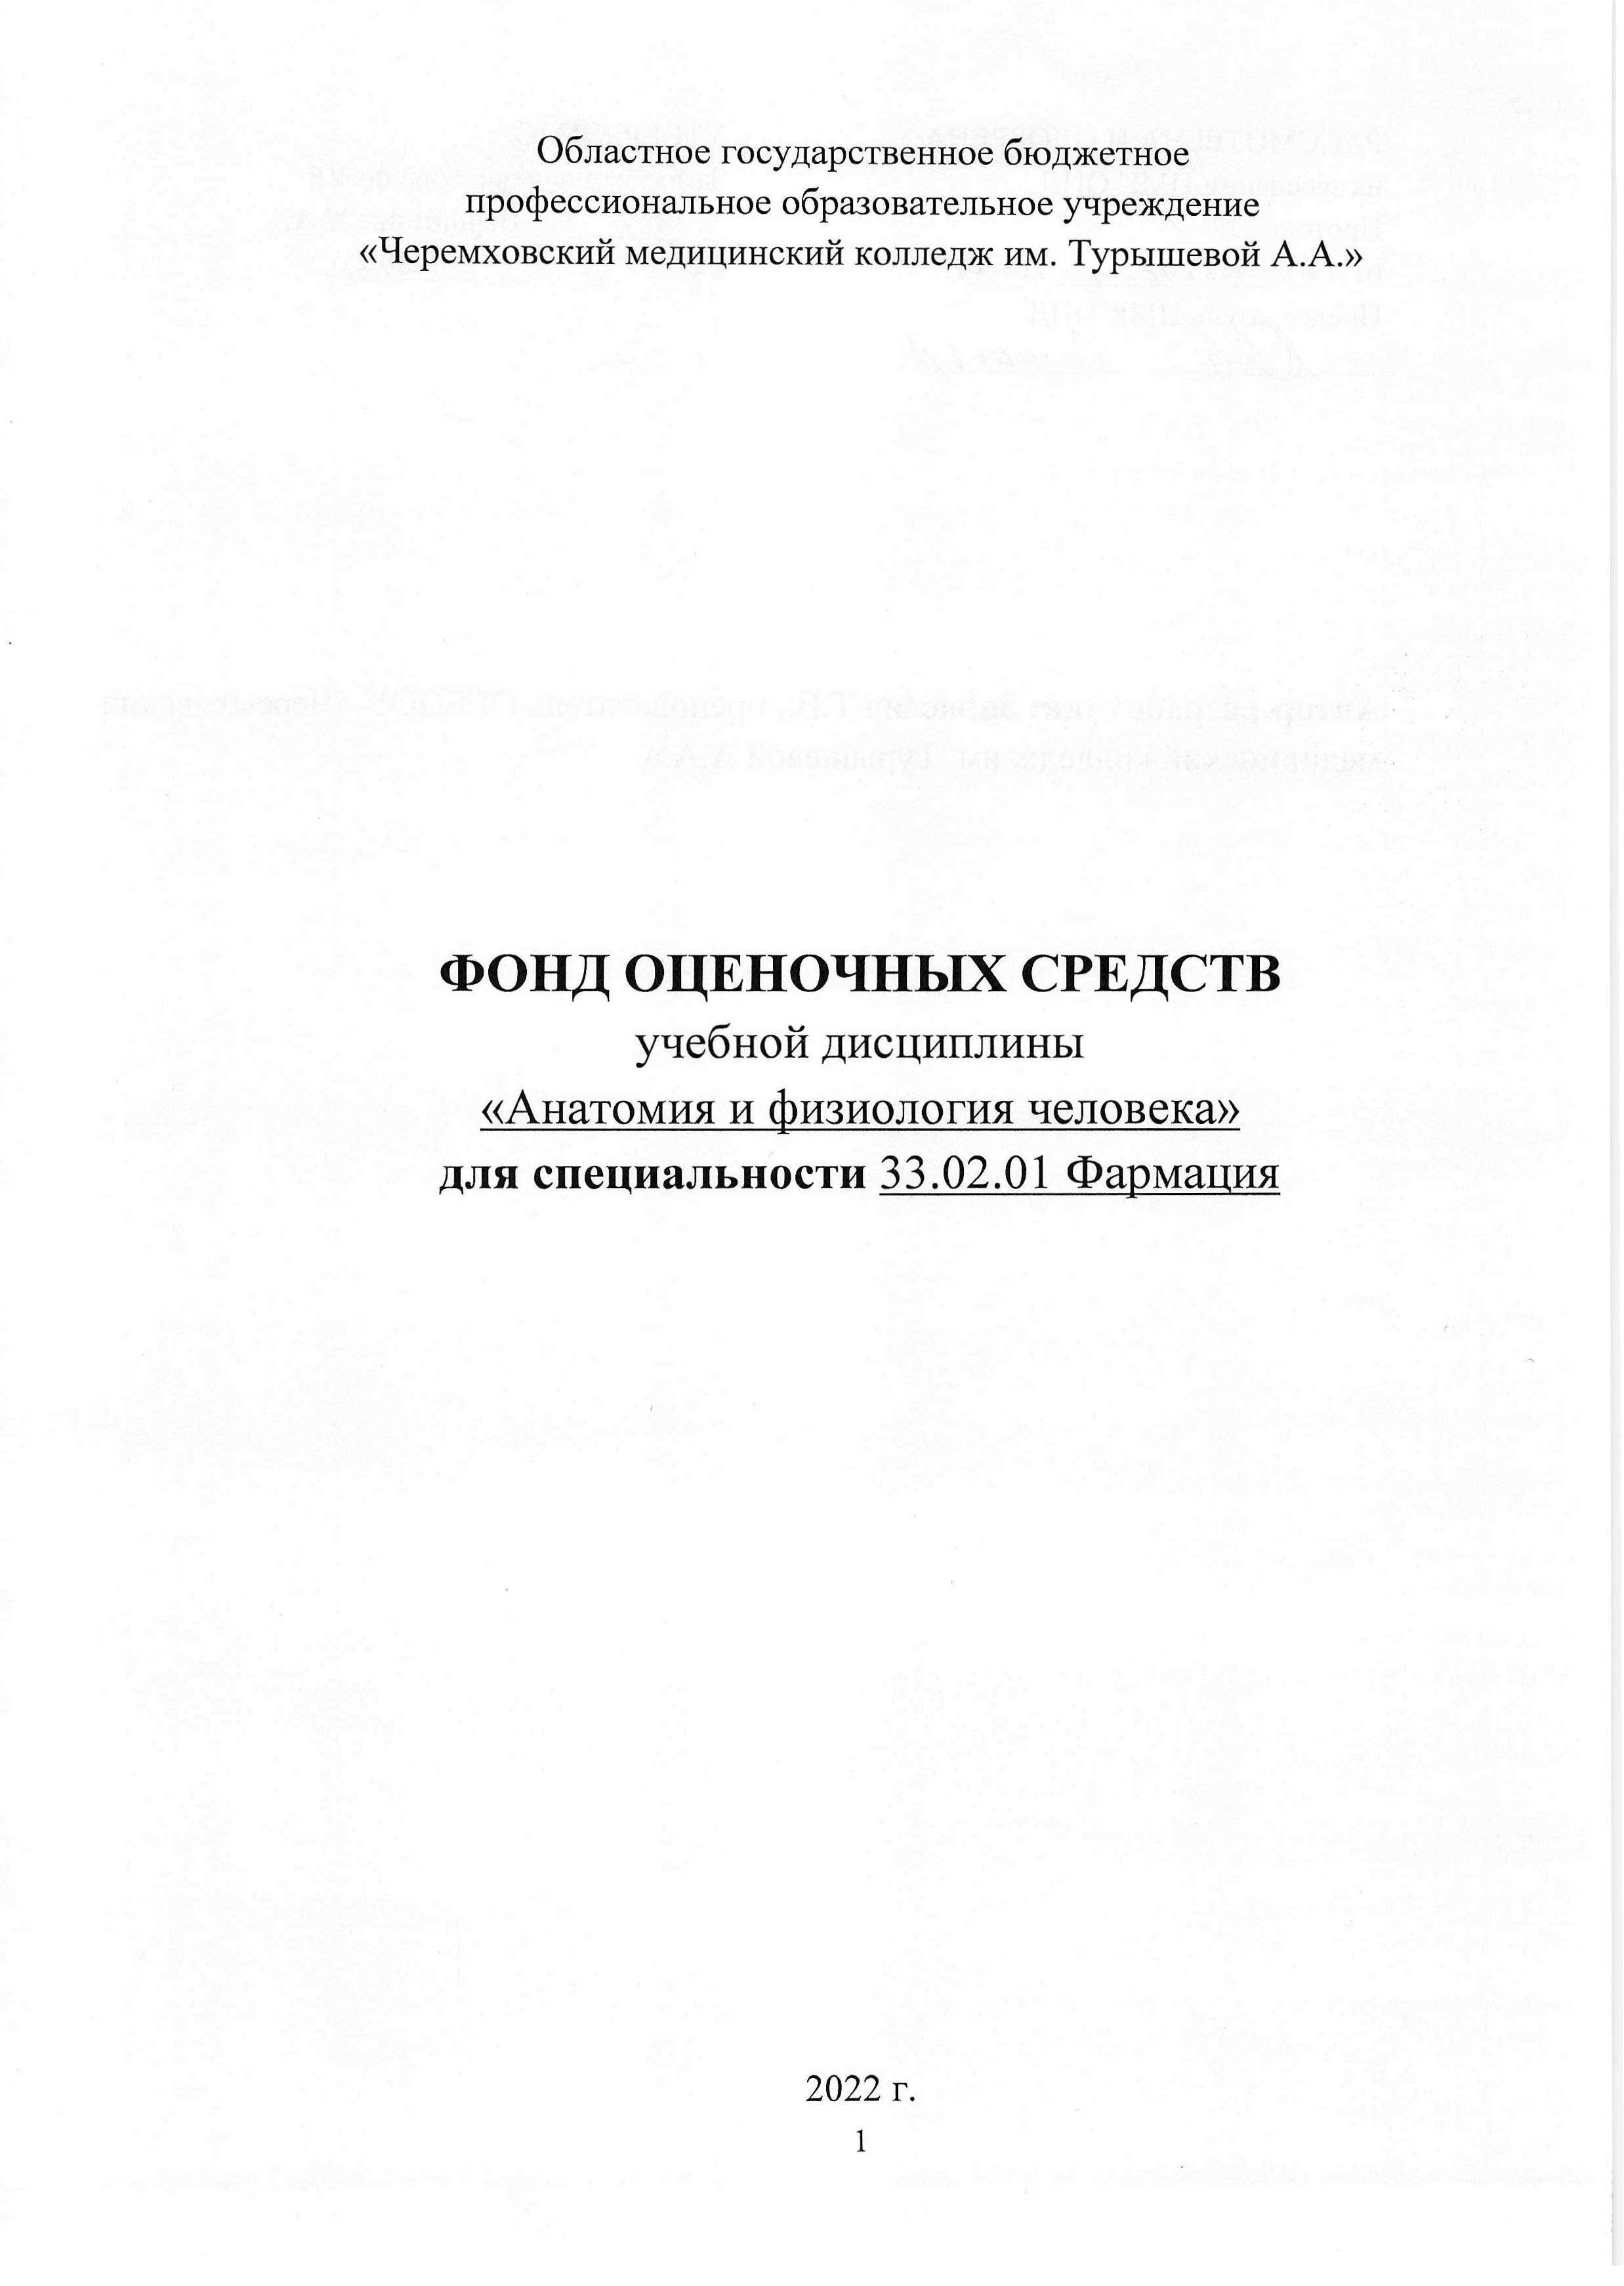 Областное государственное бюджетное
профессиональное образовательное учреждение
«Черемховский медицинский колледж им. Турышевой А.А.»
ФОНД ОЦЕНОЧНЫХ СРЕДСТВ
учебной дисциплины
«Анатомия и физиология человека»
для специальности 33.02.01 Фармация
2022 г.
1